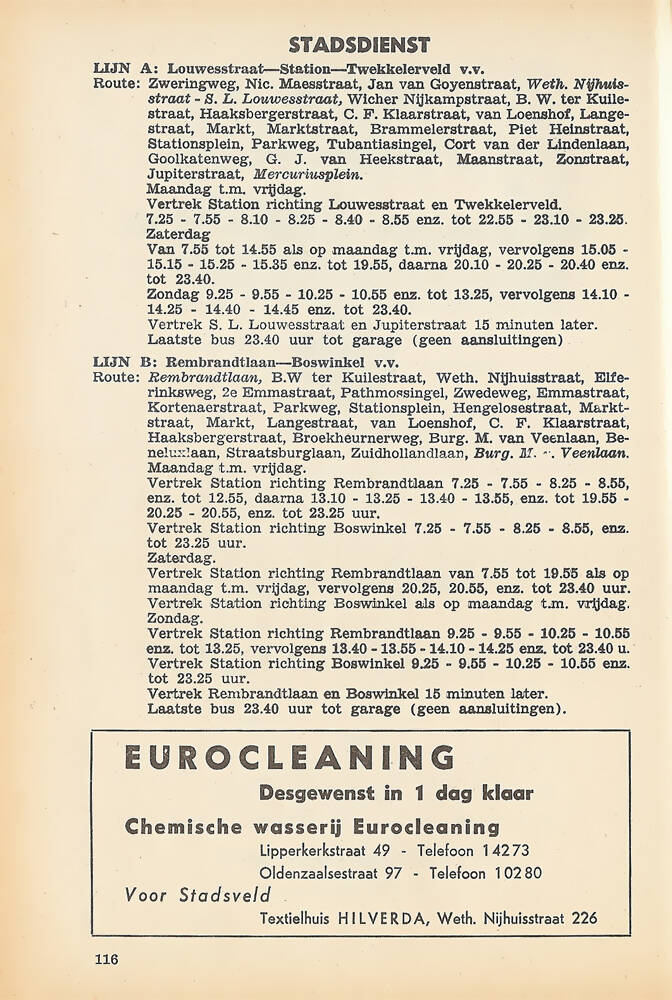 STADSDIENST
LIJN A: Louwesstraat—Station—Twekkelerveld v.v.
Route: Zweringweg, Nic. Maesstraat, Jan van Goyenstraat, Weth. Nijhuis-
straat - S. L. Louwesstraat, Wicher Nijkampstraat, B. W. ter Kuile-
straat, Haaksbergerstraat, C. F. Klaarstraat, van Loenshof, Lange-
straat, Markt, Marktstraat, Brammelerstraat, Piet Heinstraat,
Stationsplein, Parkweg, Tubantiasingel, Cort van der Lindenlaan,
Goolkatenweg, G. J. van Heekstraat, Maanstraat, Zonstraat,
Jupiterstraat, Mercuriusplein.
Maandag t.m. vrijdag.
Vertrek Station richting Louwesstraat en Twekkelerveld.
7.25 - 7.55 - 8.10 - 8.25 - 8.40 - 8.55 enz. tot 22.55 - 23.10 - 23.25.
Zaterdag
Van 7.55 tot 14.55 als op maandag t.m. vrijdag, vervolgens 15.05 -
15.15 - 15.25 - 15.35 enz. tot 19.55, daarna 20.10 - 20.25 - 20.40 enz.
tot 23.40.
Zondag 9.25 - 9.55 - 10.25 - 10.55 enz. tot 13.25, vervolgens 14.10 -
14.25 - 14.40 - 14.45 enz. tot 23.40.
Vertrek S. L. Louwesstraat en Jupiterstraat 15 minuten later.
Laatste bus 23.40 uur tot garage (geen aansluitingen)
LIJN B: Rembrandtlaan—Boswinkel v.v.
Route: Rembrandtlaan, B.W ter Kuilestraat, Weth. Nijhuisstraat, Elfe-
rinksweg, 2e Emmastraat, Pathmossingel, Zwedeweg, Emmastraat,
Kortenaerstraat, Parkweg, Stationsplein, Hengelosestraat, Markt-
straat, Markt, Langestraat, van Loenshof, C. F. Klaarstraat,
Haaksbergerstraat, Broekheurnerweg, Burg. M. van Veenlaan, Be-
neluxlaan, Straatsburglaan, Zuidhollandlaan, Burg. M. v. Veenlaan.
Maandag t.m. vrijdag.
Vertrek Station richting Rembrandtlaan 7.25 - 7.55 - 8.25 - 8.55,
enz. tot 12.55, daarna 13.10 - 13.25 - 13.40 - 13.55, enz. tot 19.55 -
20.25 - 20.55, enz. tot 23.25 uur.
Vertrek Station richting Boswinkel 7.25 - 7.55 - 8.25 - 8.55, enz.
tot 23.25 uur.
Zaterdag.
Vertrek Station richting Rembrandtlaan van 7.55 tot 19.55 als op
maandag t.m. vrijdag, vervolgens 20.25, 20.55, enz. tot 23.40 uur.
Vertrek Station richting Boswinkel als op maandag t.m. vrijdag.
Zondag.
Vertrek Station richting Rembrandtlaan 9.25 - 9.55 - 10.25 - 10.55
enz. tot 13.25, vervolgens 13.40 - 13.55 - 14.10 - 14.25 enz. tot 23.40 u.
Vertrek Station richting Boswinkel 9.25 - 9.55 - 10.25 - 10.55 enz.
tot 23.25 uur.
Vertrek Rembrandtlaan en Boswinkel 15 minuten later.
Laatste bus 23.40 uur tot garage (geen aansluitingen).
EUROCLEANING
Desgewenst in 1 dag klaar
Chemische wasserij Eurocleaning
Lipperkerkstraat 49 - Telefoon 14273
Oldenzaalsestraat 97 - Telefoon 10280
Voor Stadsveld
Textielhuis HILVERDA, Weth. Nijhuisstraat 226
116